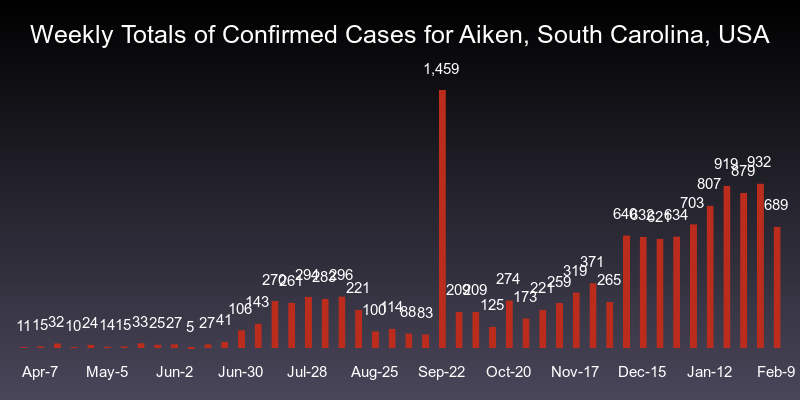 Weekly Totals of Confirmed Cases for Aiken, South Carolina, USA
1,459
11 15 32 10 24 14 15 33 25 27 5 27 41 106 143 270 261 294 283 296 221 100 114 88 83 209 209 125 274 173 221 259 319 371 265 640 632 621 634 703 807 919 879 932 689
Apr-7 May-5 Jun-2 Jun-30 Jul-28 Aug-25 Sep-22 Oct-20 Nov-17 Dec-15 Jan-12 Feb-9